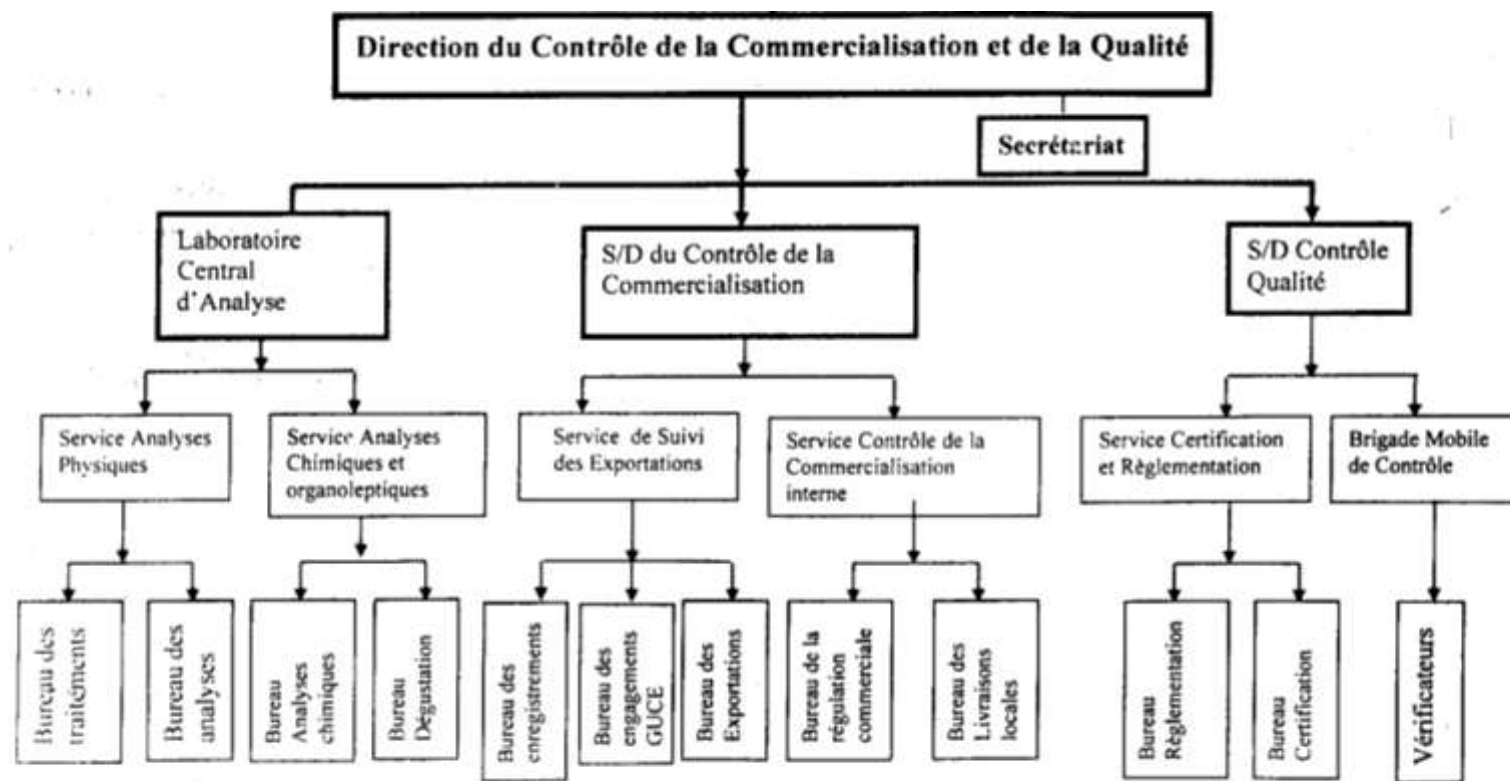 Direction du Contrôle de la Commercialisation et de la Qualité
Secrétariat
Laboratoire
Central
d'Analyse
S/D du Contrôle de la
Commercialisation
S/D Contrôle
Qualité
Service Analyses
Physiques
Service Analyses
Chimiques et
organoleptiques
Service de Suivi
des Exportations
Service Contrôle de la
Commercialisation
interne
Service Certification
et Règlementation
Brigade Mobile
de Contrôle
Bureau des
traitéments
Bureau des
analyses
Bureau
Analyses
chimiques
Bureau
Dégustation
Bureau des
enregistrements
Bureau des
engagements
GUCE
Bureau des
Exportations
Bureau de la
régulation
commerciale
Bureau des
Livraisons
locales
Bureau
Règlementation
Bureau
Certification
Vérificateurs